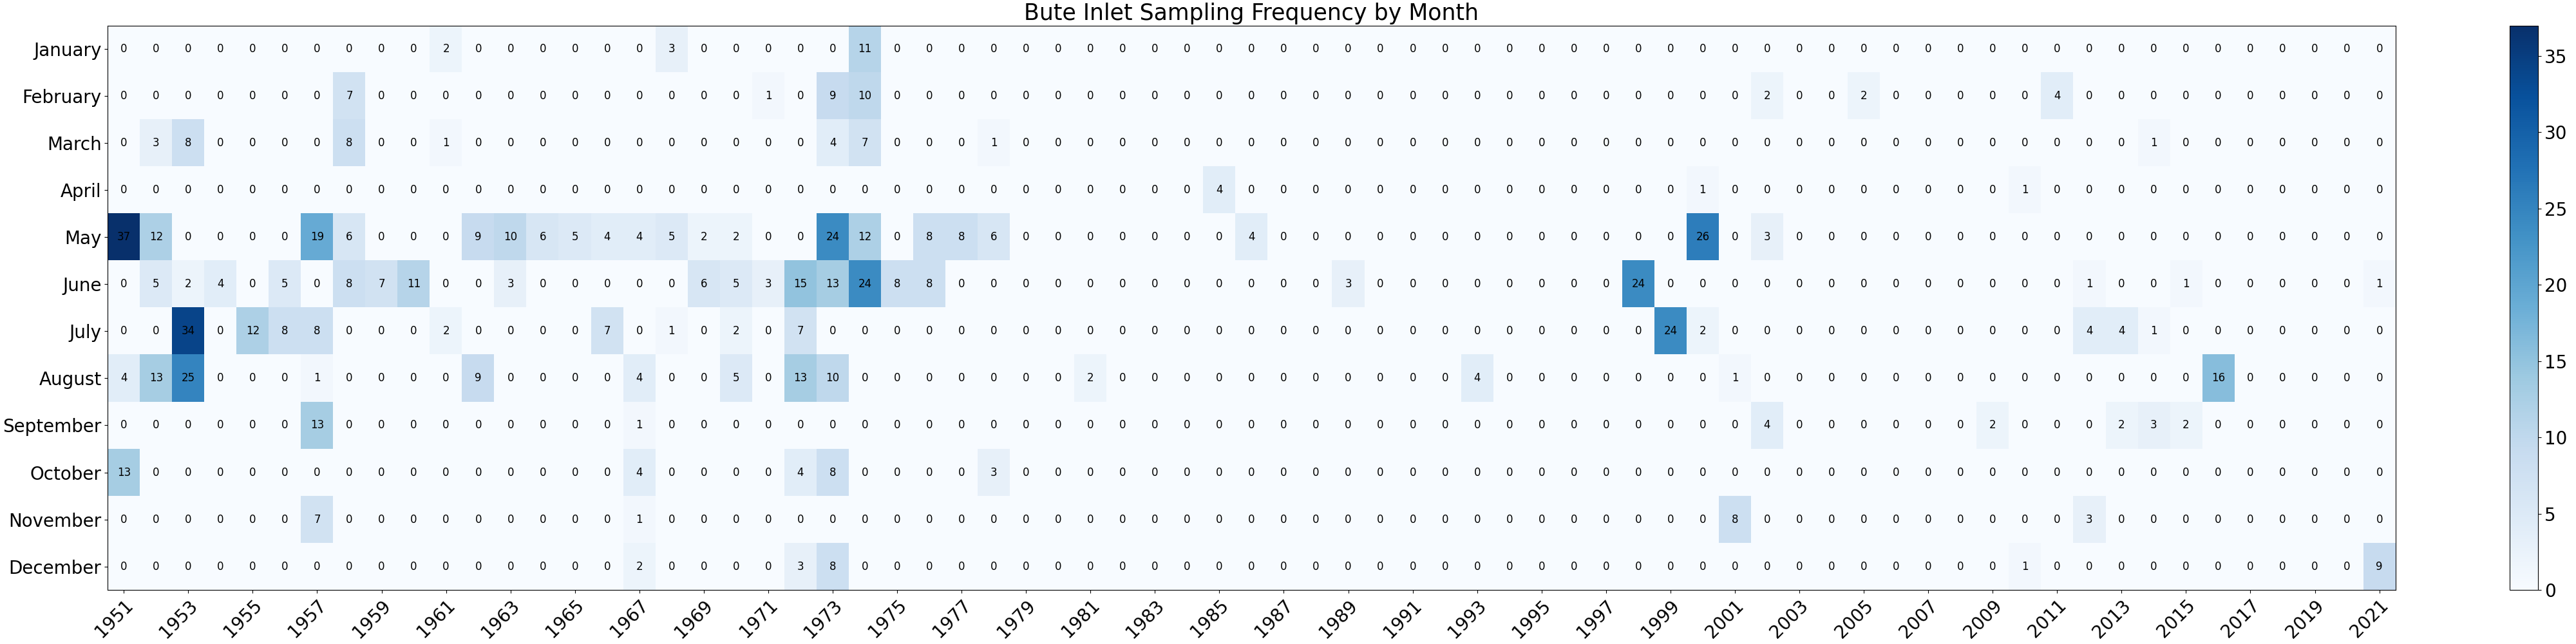 Bute Inlet Sampling Frequency by Month
January 0 0 0 0 0 0 0 0 0 0 2 0 0 0 0 0 0 3 0 0 0 0 0 11 0 0 0 0 0 0 0 0 0 0 0 0 0 0 0 0 0 0 0 0 0 0 0 0 0 0 0 0 0 0 0 0 0 0 0 0 0 0 0 0 0 0 0 0 0 0 0
February 0 0 0 0 0 0 0 7 0 0 0 0 0 0 0 0 0 0 0 0 1 0 9 10 0 0 0 0 0 0 0 0 0 0 0 0 0 0 0 0 0 0 0 0 0 0 0 0 0 0 0 2 0 0 2 0 0 0 0 0 4 0 0 0 0 0 0 0 0 0 0
March 0 3 8 0 0 0 0 8 0 0 1 0 0 0 0 0 0 0 0 0 0 0 4 7 0 0 0 1 0 0 0 0 0 0 0 0 0 0 0 0 0 0 0 0 0 0 0 0 0 0 0 0 0 0 0 0 0 0 0 0 0 0 0 1 0 0 0 0 0 0 0
April 0 0 0 0 0 0 0 0 0 0 0 0 0 0 0 0 0 0 0 0 0 0 0 0 0 0 0 0 0 0 0 0 0 0 4 0 0 0 0 0 0 0 0 0 0 0 0 0 0 1 0 0 0 0 0 0 0 0 0 1 0 0 0 0 0 0 0 0 0 0 0
May 37 12 0 0 0 0 19 6 0 0 0 9 10 6 5 4 4 5 2 2 0 0 24 12 0 8 8 6 0 0 0 0 0 0 0 4 0 0 0 0 0 0 0 0 0 0 0 0 0 26 0 3 0 0 0 0 0 0 0 0 0 0 0 0 0 0 0 0 0 0 0
June 0 5 2 4 0 5 0 8 7 11 0 0 3 0 0 0 0 0 6 5 3 15 13 24 8 8 0 0 0 0 0 0 0 0 0 0 0 0 3 0 0 0 0 0 0 0 0 24 0 0 0 0 0 0 0 0 0 0 0 0 0 1 0 0 1 0 0 0 0 0 1
July 0 0 34 0 12 8 8 0 0 0 2 0 0 0 0 7 0 1 0 2 0 7 0 0 0 0 0 0 0 0 0 0 0 0 0 0 0 0 0 0 0 0 0 0 0 0 0 0 24 2 0 0 0 0 0 0 0 0 0 0 0 4 4 1 0 0 0 0 0 0 0
August 4 13 25 0 0 0 1 0 0 0 0 9 0 0 0 0 4 0 0 5 0 13 10 0 0 0 0 0 0 0 2 0 0 0 0 0 0 0 0 0 0 0 4 0 0 0 0 0 0 0 1 0 0 0 0 0 0 0 0 0 0 0 0 0 0 16 0 0 0 0 0
September 0 0 0 0 0 0 13 0 0 0 0 0 0 0 0 0 1 0 0 0 0 0 0 0 0 0 0 0 0 0 0 0 0 0 0 0 0 0 0 0 0 0 0 0 0 0 0 0 0 0 0 4 0 0 0 0 0 0 2 0 0 0 2 3 2 0 0 0 0 0 0
October 13 0 0 0 0 0 0 0 0 0 0 0 0 0 0 0 4 0 0 0 0 4 8 0 0 0 0 3 0 0 0 0 0 0 0 0 0 0 0 0 0 0 0 0 0 0 0 0 0 0 0 0 0 0 0 0 0 0 0 0 0 0 0 0 0 0 0 0 0 0 0
November 0 0 0 0 0 0 7 0 0 0 0 0 0 0 0 0 1 0 0 0 0 0 0 0 0 0 0 0 0 0 0 0 0 0 0 0 0 0 0 0 0 0 0 0 0 0 0 0 0 0 8 0 0 0 0 0 0 0 0 0 0 3 0 0 0 0 0 0 0 0 0
December 0 0 0 0 0 0 0 0 0 0 0 0 0 0 0 0 2 0 0 0 0 3 8 0 0 0 0 0 0 0 0 0 0 0 0 0 0 0 0 0 0 0 0 0 0 0 0 0 0 0 0 0 0 0 0 0 0 0 0 1 0 0 0 0 0 0 0 0 0 0 9
1951 1953 1955 1957 1959 1961 1963 1965 1967 1969 1971 1973 1975 1977 1979 1981 1983 1985 1987 1989 1991 1993 1995 1997 1999 2001 2003 2005 2007 2009 2011 2013 2015 2017 2019 2021
35
30
25
20
15
10
5
0